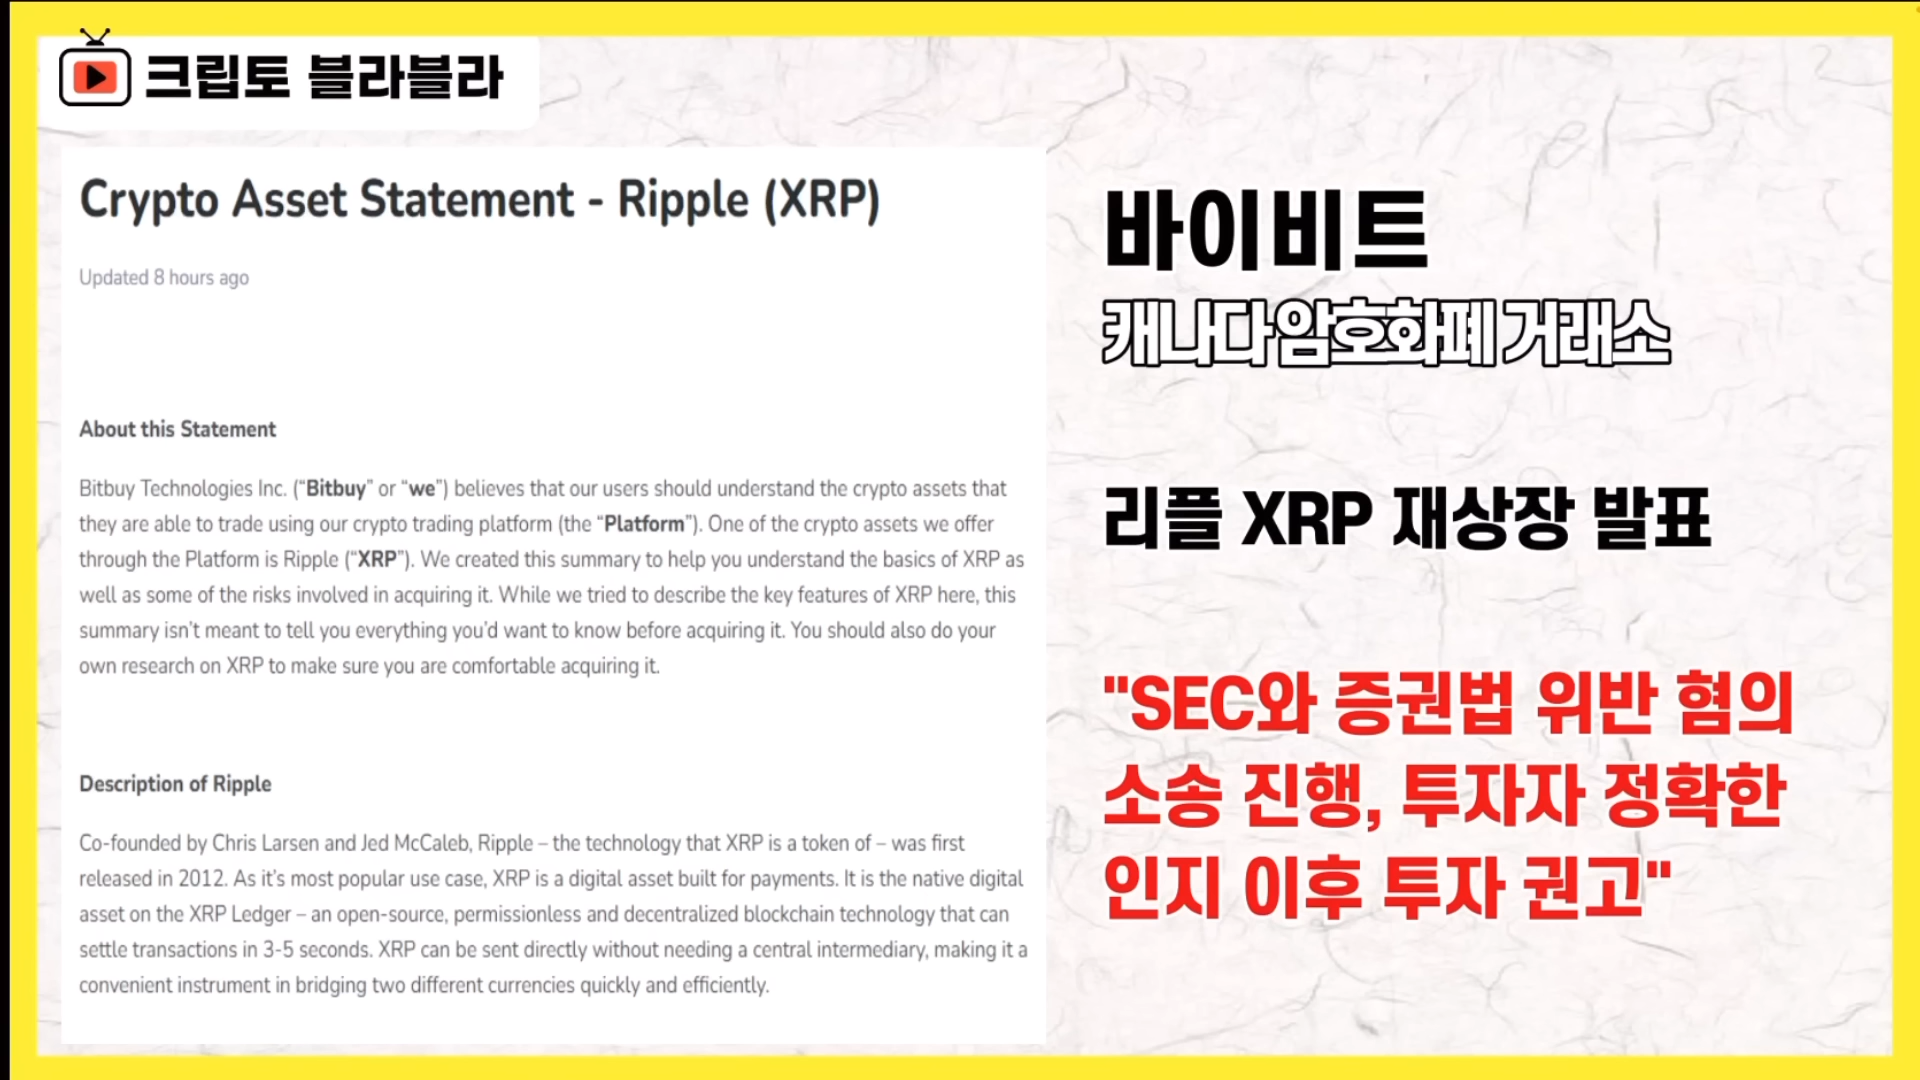 크립토 블라블라
Crypto Asset Statement - Ripple (XRP)
Updated 8 hours ago
About this Statement
Bitbuy Technologies Inc. (“Bitbuy” or “we”) believes that our users should understand the crypto assets that
they are able to trade using our crypto trading platform (the “Platform”). One of the crypto assets we offer
through the Platform is Ripple (“XRP”). We created this summary to help you understand the basics of XRP as
well as some of the risks involved in acquiring it. While we tried to describe the key features of XRP here, this
summary isn’t meant to tell you everything you’d want to know before acquiring it. You should also do your
own research on XRP to make sure you are comfortable acquiring it.
Description of Ripple
Co-founded by Chris Larsen and Jed McCaleb, Ripple – the technology that XRP is a token of – was first
released in 2012. As it’s most popular use case, XRP is a digital asset built for payments. It is the native digital
asset on the XRP Ledger – an open-source, permissionless and decentralized blockchain technology that can
settle transactions in 3-5 seconds. XRP can be sent directly without needing a central intermediary, making it a
convenient instrument in bridging two different currencies quickly and efficiently.
바이비트
캐나다 암호화폐 거래소
리플 XRP 재상장 발표
"SEC와 증권법 위반 혐의
소송 진행, 투자자 정확한
인지 이후 투자 권고"